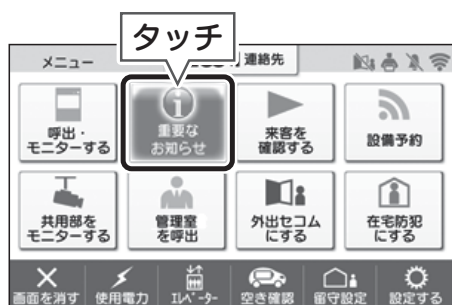 タッチ
メニュー
連絡先
呼出・
モニターする
重要な
お知らせ
来客を
確認する
設備予約
共用部を
モニターする
管理室
を呼出
外出セコム
にする
在宅防犯
にする
画面を消す 使用電力 エレベーター 空き確認 留守設定 設定する